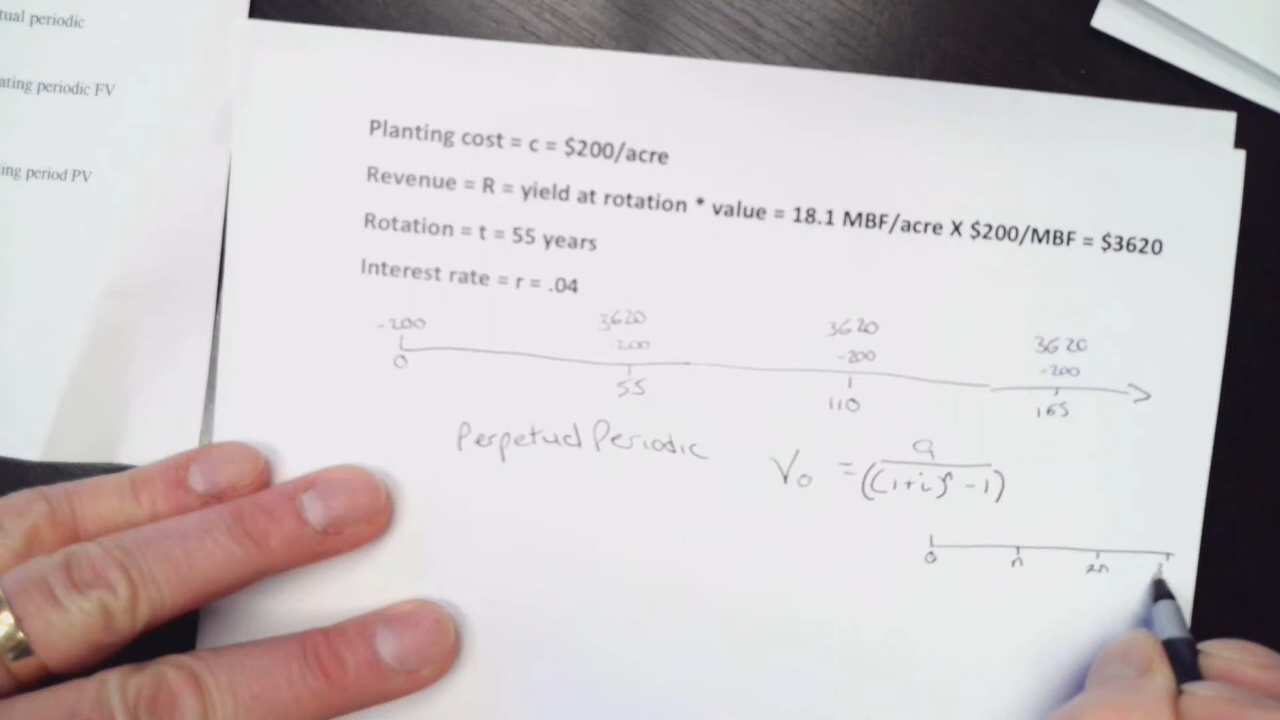 tual periodic
ating periodic FV
ing period PV
Planting cost = c = $200/acre
Revenue = R = yield at rotation * value = 18.1 MBF/acre X $200/MBF = $3620
Rotation = t = 55 years
Interest rate = r = .04
-200 3620 3620 3620
-200 -200 -200
0 55 110 165
Perpetual Periodic V₀ = a / ((1+i)ⁿ - 1)
0 n 2n